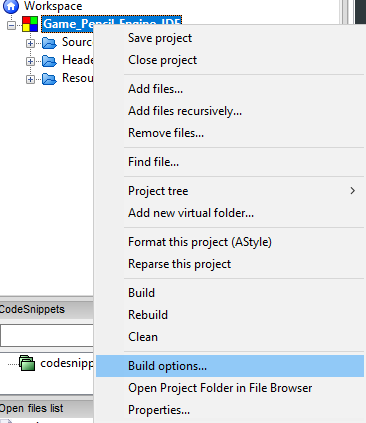 Workspace
Game_Pencil_Engine_IDE
Save project
Close project
Sourc
Heade
Resou
Add files...
Add files recursively...
Remove files...
Find file...
Project tree
Add new virtual folder...
Format this project (AStyle)
Reparse this project
Build
Rebuild
Clean
CodeSnippets
codesnipp
Build options...
Open Project Folder in File Browser
Properties...
Open files list